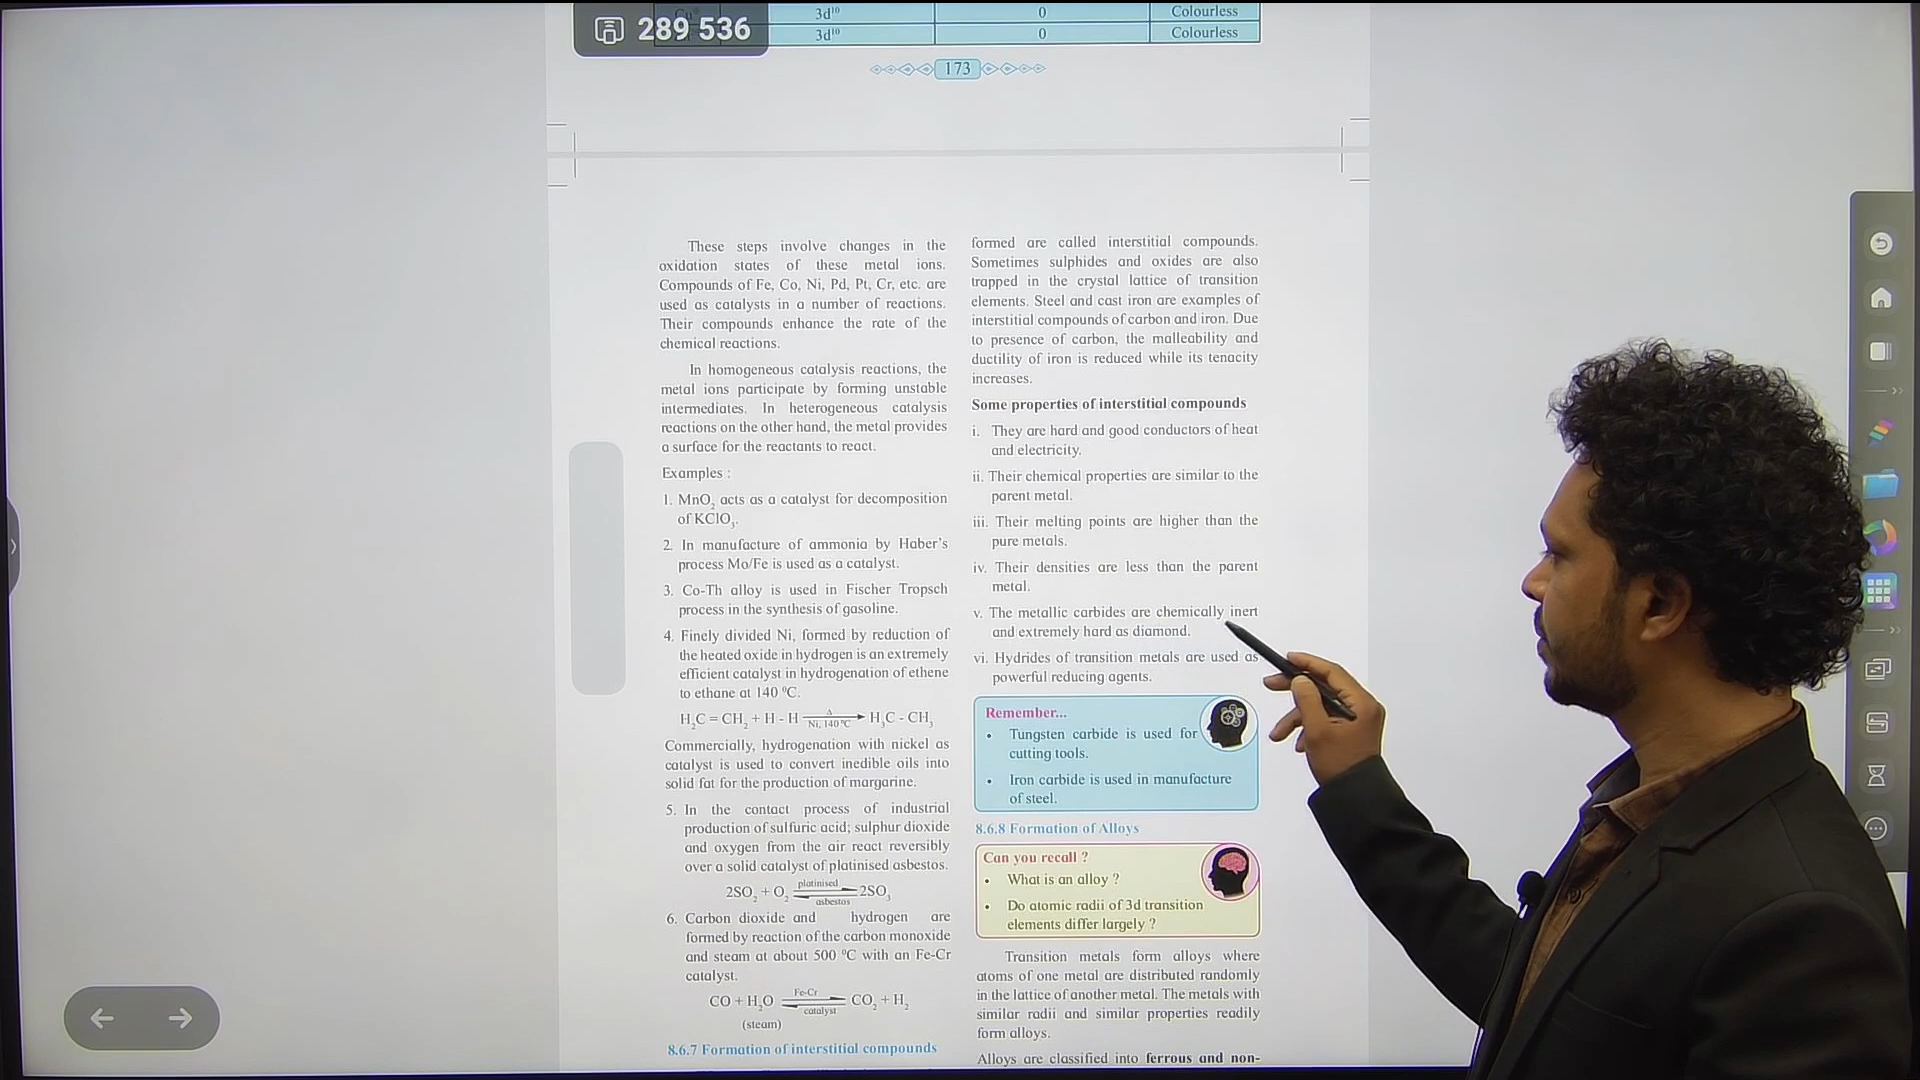 3d¹⁰ 0 Colourless
289 536
3d¹⁰ 0 Colourless
173
These steps involve changes in the
oxidation states of these metal ions.
Compounds of Fe, Co, Ni, Pd, Pt, Cr, etc. are
used as catalysts in a number of reactions.
Their compounds enhance the rate of the
chemical reactions.
In homogeneous catalysis reactions, the
metal ions participate by forming unstable
intermediates. In heterogeneous catalysis
reactions on the other hand, the metal provides
a surface for the reactants to react.
Examples :
1. MnO₂ acts as a catalyst for decomposition
of KClO₃.
2. In manufacture of ammonia by Haber's
process Mo/Fe is used as a catalyst.
3. Co-Th alloy is used in Fischer Tropsch
process in the synthesis of gasoline.
4. Finely divided Ni, formed by reduction of
the heated oxide in hydrogen is an extremely
efficient catalyst in hydrogenation of ethene
to ethane at 140 ⁰C.
H₂C = CH₂ + H - H Δ Ni, 140 ⁰C H₃C - CH₃
Commercially, hydrogenation with nickel as
catalyst is used to convert inedible oils into
solid fat for the production of margarine.
5. In the contact process of industrial
production of sulfuric acid; sulphur dioxide
and oxygen from the air react reversibly
over a solid catalyst of platinised asbestos.
2SO₂ + O₂ platinised asbestos 2SO₃
6. Carbon dioxide and hydrogen are
formed by reaction of the carbon monoxide
and steam at about 500 ⁰C with an Fe-Cr
catalyst.
CO + H₂O Fe-Cr catalyst CO₂ + H₂
(steam)
8.6.7 Formation of interstitial compounds
formed are called interstitial compounds.
Sometimes sulphides and oxides are also
trapped in the crystal lattice of transition
elements. Steel and cast iron are examples of
interstitial compounds of carbon and iron. Due
to presence of carbon, the malleability and
ductility of iron is reduced while its tenacity
increases.
Some properties of interstitial compounds
i. They are hard and good conductors of heat
and electricity.
ii. Their chemical properties are similar to the
parent metal.
iii. Their melting points are higher than the
pure metals.
iv. Their densities are less than the parent
metal.
v. The metallic carbides are chemically inert
and extremely hard as diamond.
vi. Hydrides of transition metals are used as
powerful reducing agents.
Remember...
• Tungsten carbide is used for
cutting tools.
• Iron carbide is used in manufacture
of steel.
8.6.8 Formation of Alloys
Can you recall ?
• What is an alloy ?
• Do atomic radii of 3d transition
elements differ largely ?
Transition metals form alloys where
atoms of one metal are distributed randomly
in the lattice of another metal. The metals with
similar radii and similar properties readily
form alloys.
Alloys are classified into ferrous and non-